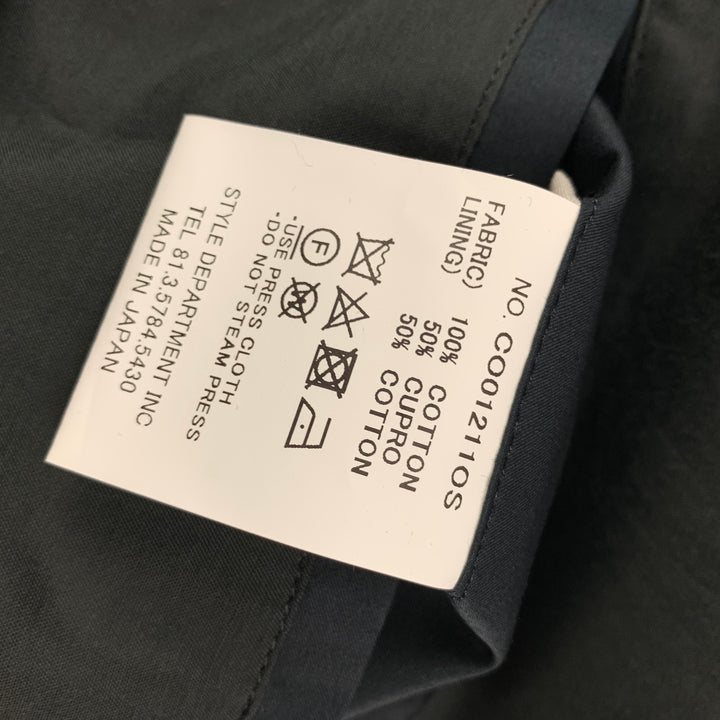 NO. CO01211OS
FABRIC) 100% COTTON
LINING) 50% CUPRO
50% COTTON
F
W
·USE PRESS CLOTH
·DO NOT STEAM PRESS
STYLE DEPARTMENT INC
TEL 81.3.5784.5430
MADE IN JAPAN